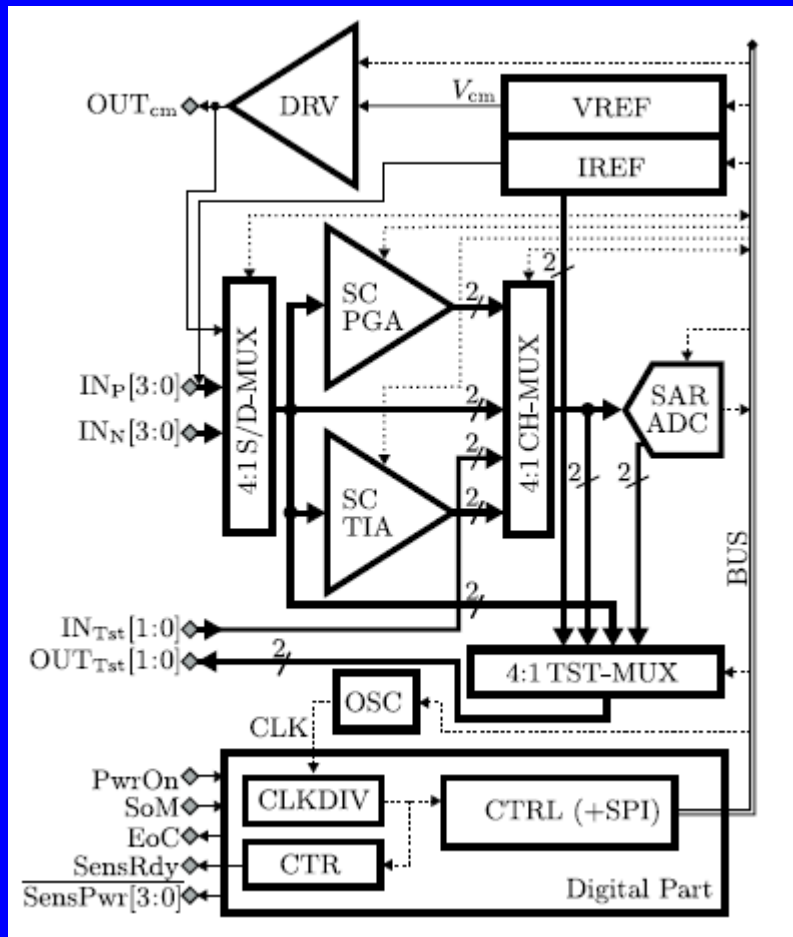 OUTcm
DRV
Vcm
VREF
IREF
2
SC
PGA
2
4:1 S/D-MUX
4:1 CH-MUX
INP[3:0]
INN[3:0]
2
SAR
ADC
2
2
2
SC
TIA
2
BUS
2
INTst[1:0]
OUTTst[1:0]
2
4:1 TST-MUX
OSC
CLK
PwrOn
SoM
EoC
SensRdy
SensPwr[3:0]
CLKDIV
CTRL (+SPI)
CTR
Digital Part